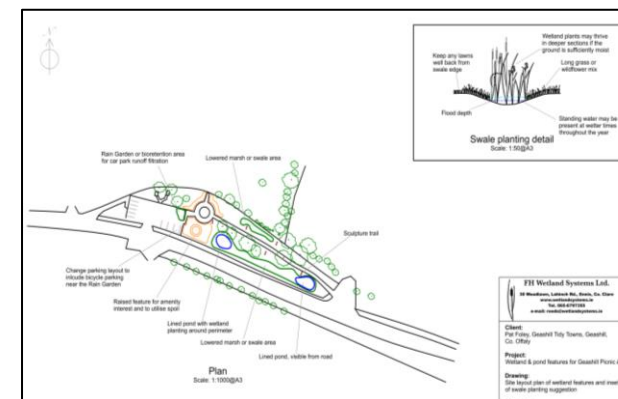 Keep any lawns
well back from
swale edge
Wetland plants may thrive
in deeper sections if the
ground is sufficiently moist
Long grass or
wildflower mix
Flood depth
Standing water may be
present at wetter times
throughout the year
Swale planting detail
Scale: 1:50@A3
Rain Garden or bioretention area
for car park runoff filtration
Lowered marsh or swale area
Sculpture trail
Change parking layout to
include bicycle parking
near the Rain Garden
Raised feature for amenity
interest and to utilise spoil
Lined pond with wetland
planting around perimeter
Lowered marsh or swale area
Lined pond, visible from road
Plan
Scale: 1:1000@A3
FH Wetland Systems Ltd.
Co. Clare
www.wetlandsystems.ie
Client:
Pat Foley, Geashill Tidy Towns, Geashill,
Co. Offaly
Project:
Wetland & pond features for Geashill Picnic
Drawing:
Site layout plan of wetland features and
of swale planting suggestion